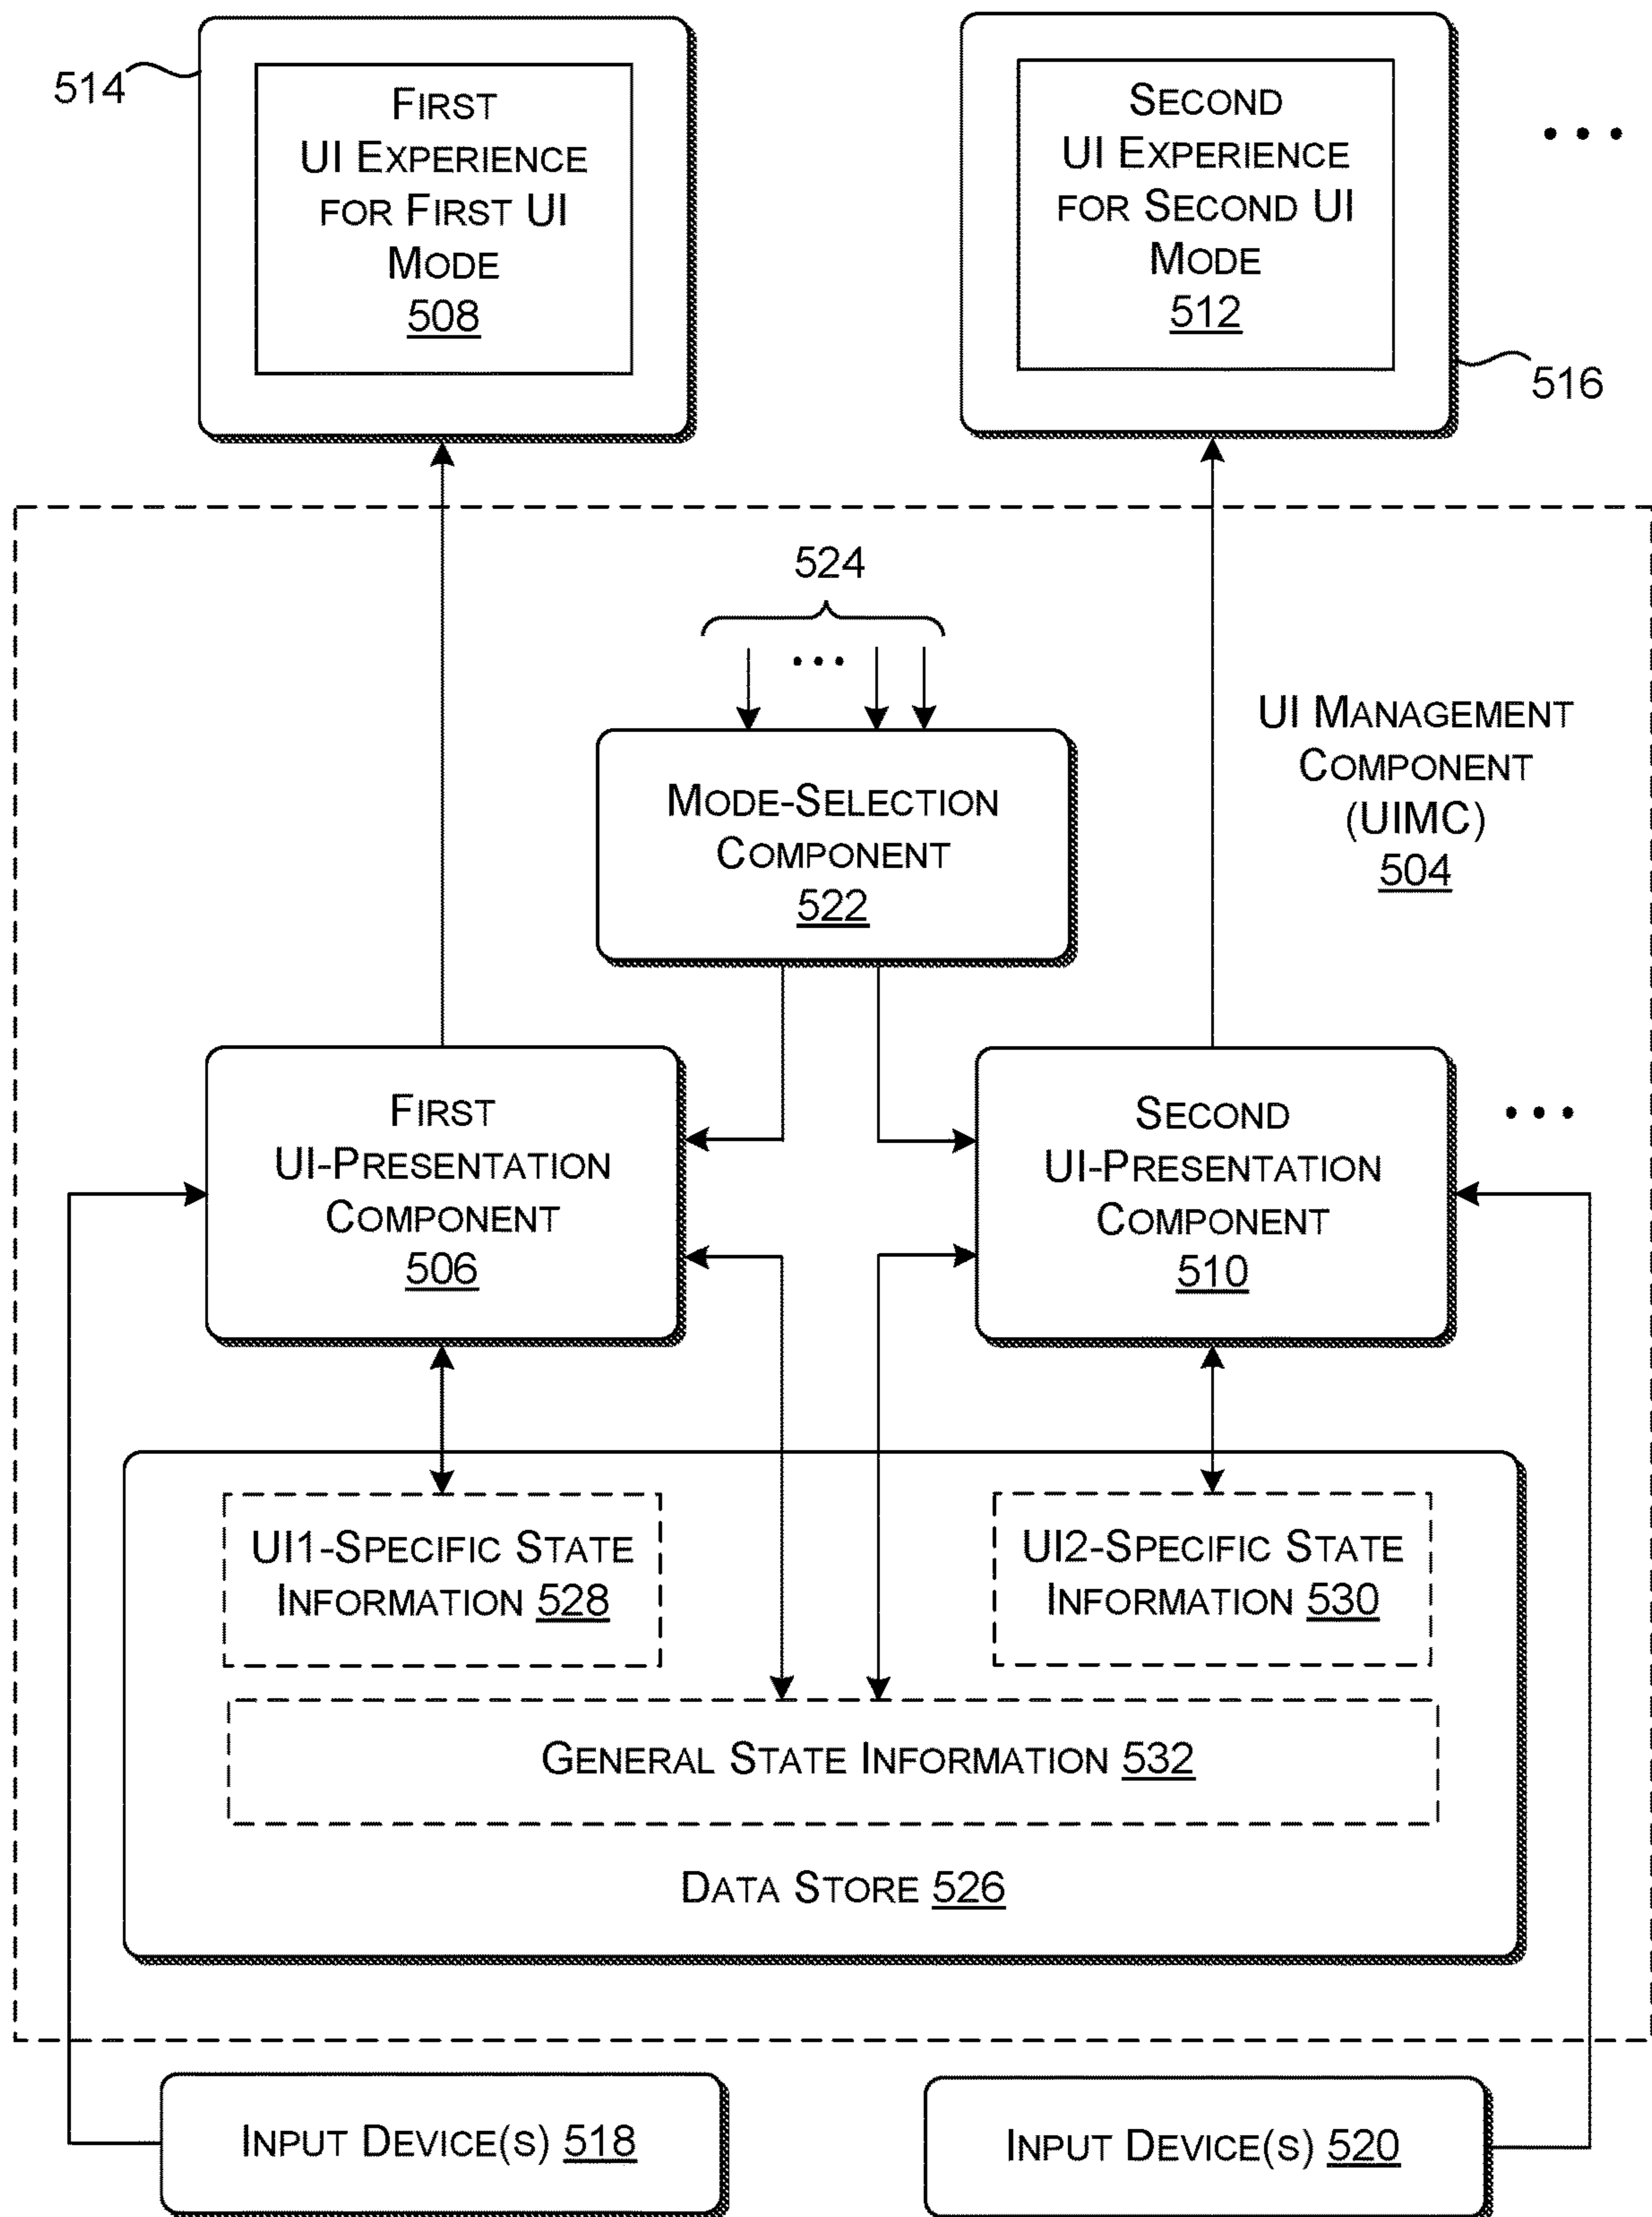 514
FIRST
UI EXPERIENCE
FOR FIRST UI
MODE
508
SECOND
UI EXPERIENCE
FOR SECOND UI
MODE
512
• • •
516
524
• • •
MODE-SELECTION
COMPONENT
522
UI MANAGEMENT
COMPONENT
(UIMC)
504
FIRST
UI-PRESENTATION
COMPONENT
506
SECOND
UI-PRESENTATION
COMPONENT
510
• • •
UI1-SPECIFIC STATE
INFORMATION 528
UI2-SPECIFIC STATE
INFORMATION 530
GENERAL STATE INFORMATION 532
DATA STORE 526
INPUT DEVICE(S) 518
INPUT DEVICE(S) 520